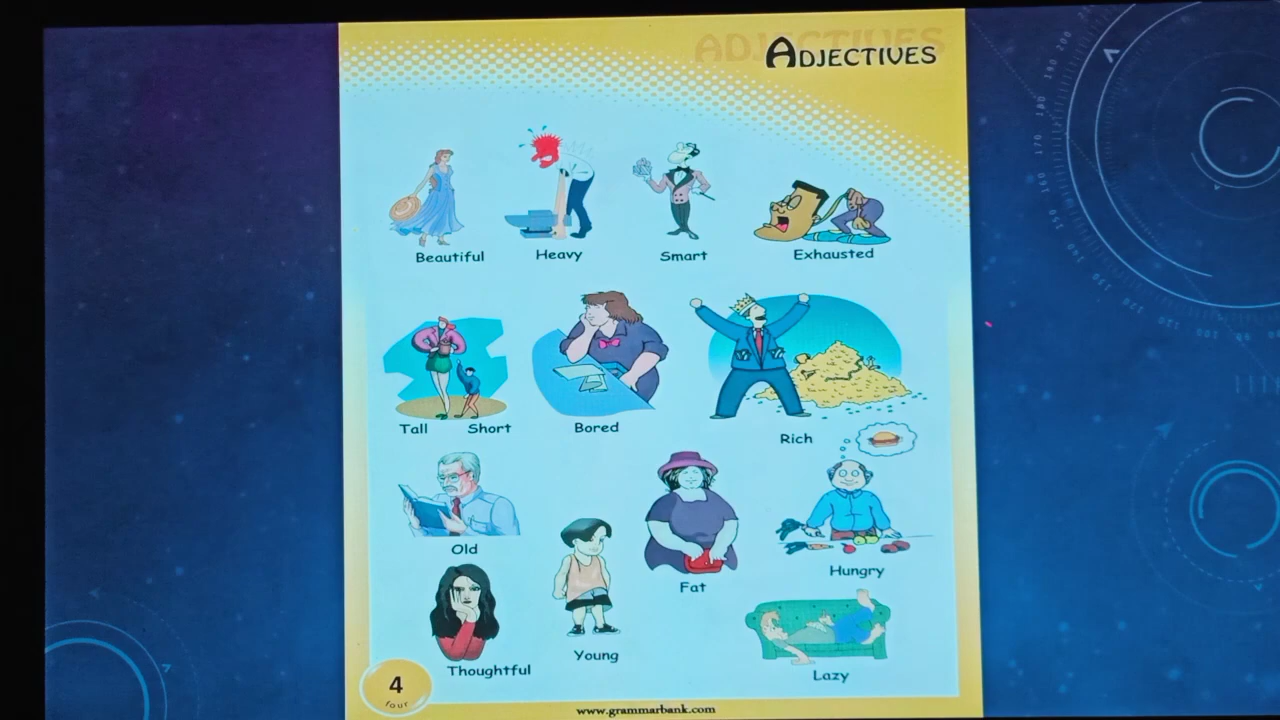 ADJECTIVES
Beautiful Heavy Smart Exhausted
Tall Short Bored Rich
Old
Fat Hungry
Thoughtful Young Lazy
4
four
www.grammarbank.com